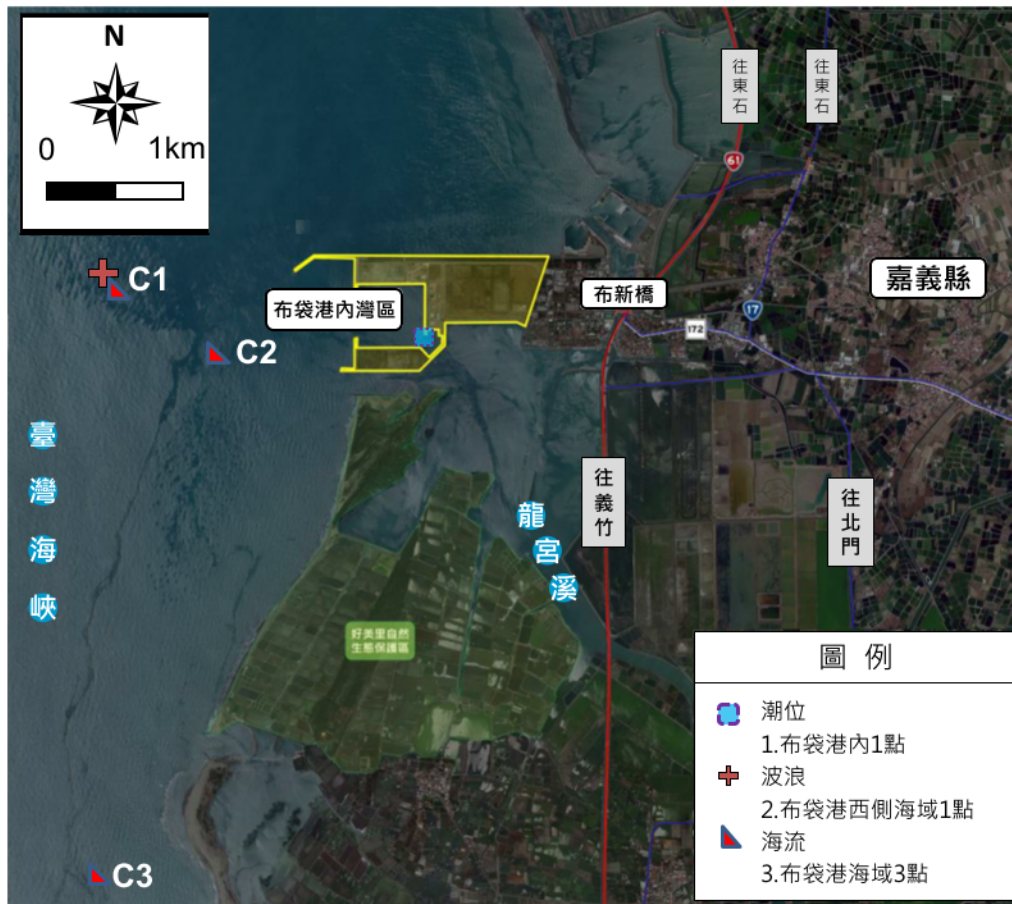 N
0 1km
往東石
往東石
61
C1
布袋港內灣區
布新橋
嘉義縣
17
172
C2
臺灣海峽
往義竹
往北門
龍宮溪
好美里自然
生態保護區
C3
圖 例
潮位
1.布袋港內1點
波浪
2.布袋港西側海域1點
海流
3.布袋港海域3點